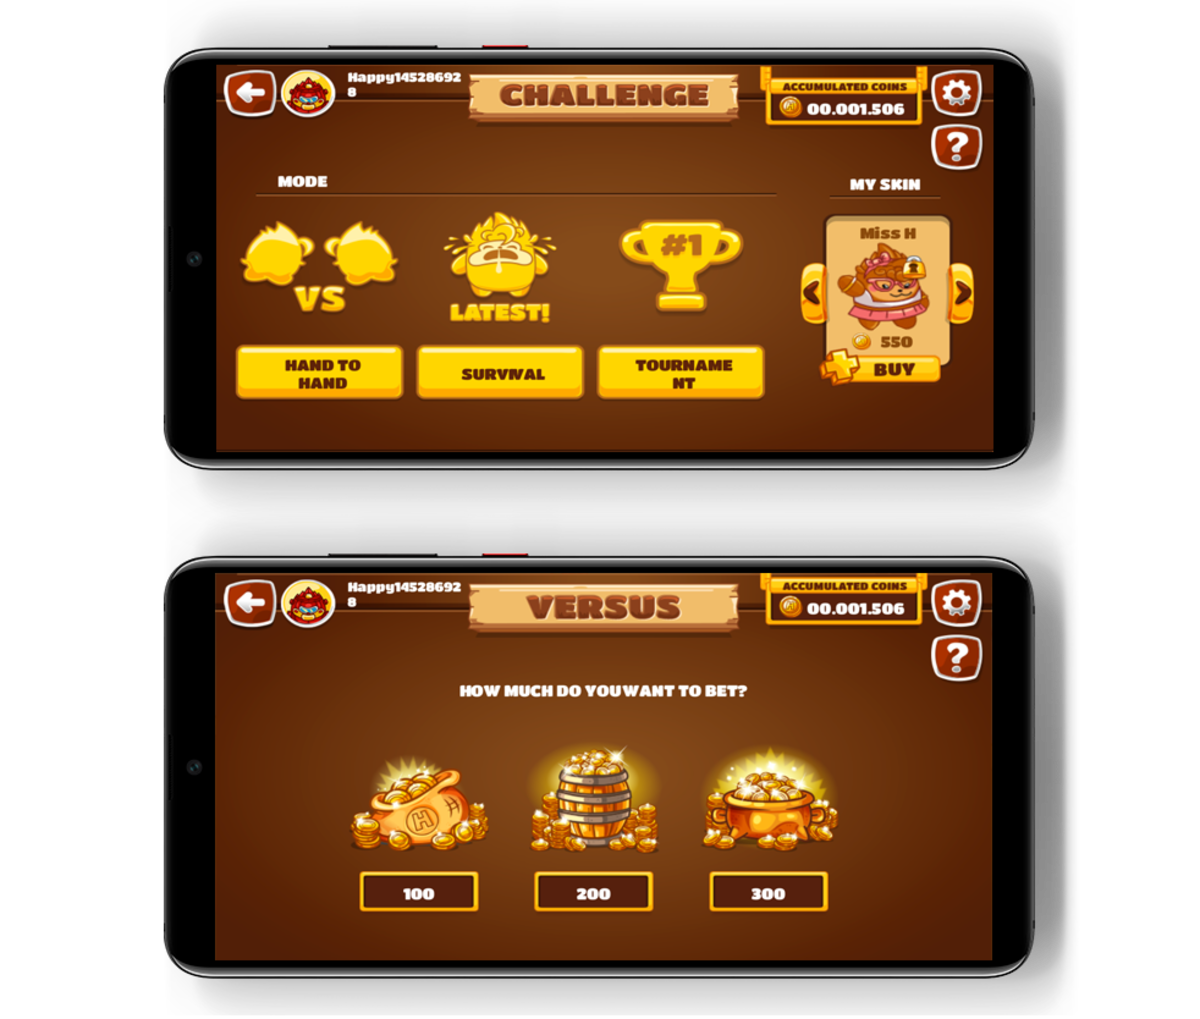 Happy14528692
8
CHALLENGE
ACCUMULATED COINS
00.001.506
?
MODE
MY SKIN
Miss H
#1
VS
LATEST!
550
BUY
HAND TO
HAND
SURVIVAL
TOURNAME
NT
Happy14528692
8
VERSUS
ACCUMULATED COINS
00.001.506
?
HOW MUCH DO YOU WANT TO BET?
H
100
200
300